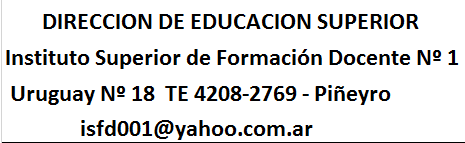 DIRECCION DE EDUCACION SUPERIOR
Instituto Superior de Formación Docente Nº 1
Uruguay Nº 18 TE 4208-2769 - Piñeyro
isfd001@yahoo.com.ar